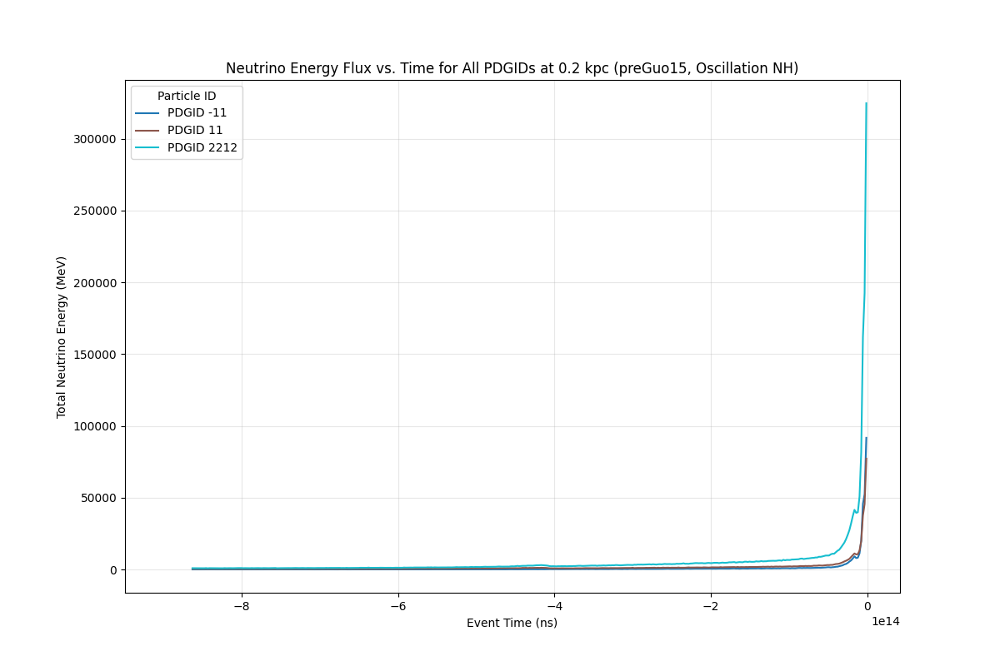 Neutrino Energy Flux vs. Time for All PDGIDs at 0.2 kpc (preGuo15, Oscillation NH)
Particle ID
PDGID -11
PDGID 11
PDGID 2212
300000
250000
200000
150000
100000
50000
0
Total Neutrino Energy (MeV)
−8
−6
−4
−2
0
1e14
Event Time (ns)